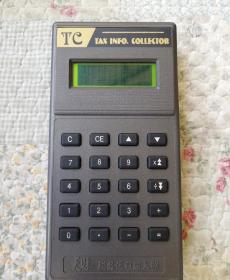 TC TAX INFO. COLLECTOR
C CE ▲ ▼
7 8 9 ×
4 5 6 ÷
1 2 3 +
0 • − =